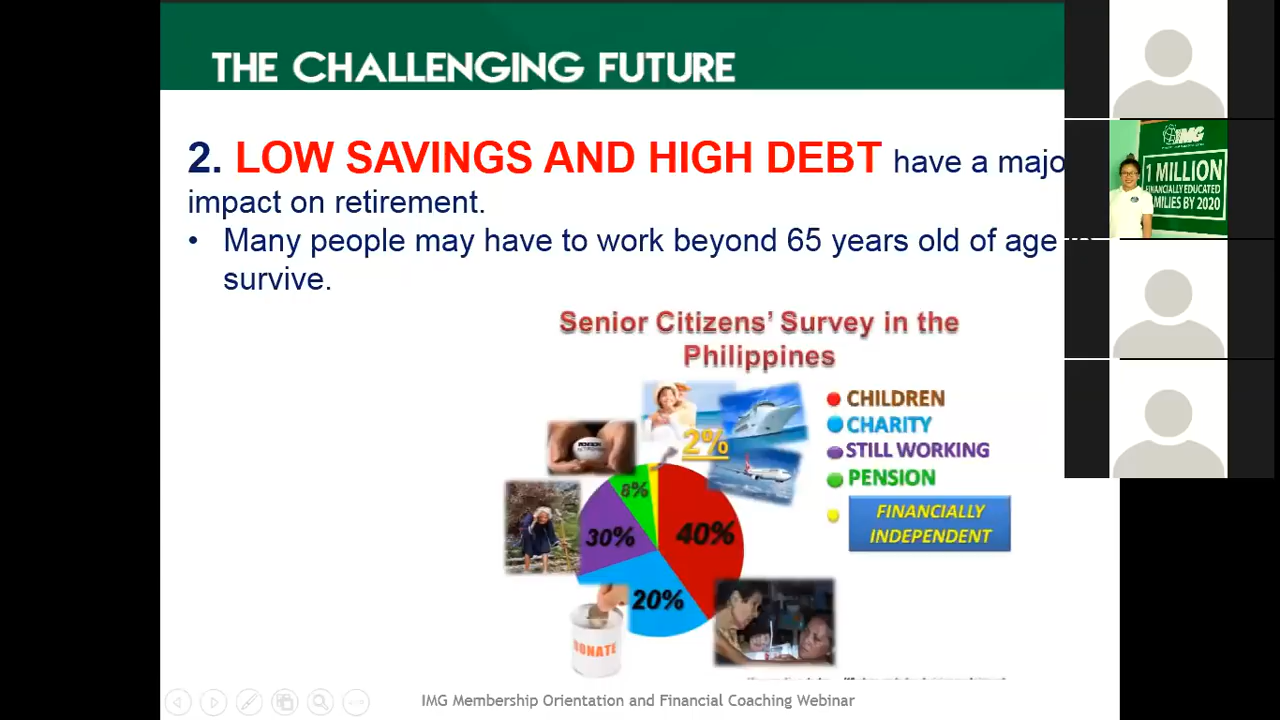 THE CHALLENGING FUTURE
2. LOW SAVINGS AND HIGH DEBT have a majo
impact on retirement.
• Many people may have to work beyond 65 years old of age
survive.
Senior Citizens' Survey in the
Philippines
2%
8%
30%
40%
20%
DONATE
CHILDREN
CHARITY
STILL WORKING
PENSION
FINANCIALLY
INDEPENDENT
IMG Membership Orientation and Financial Coaching Webinar
IMG
1 MILLION
FINANCIALLY EDUCATED
MILIES BY 2020